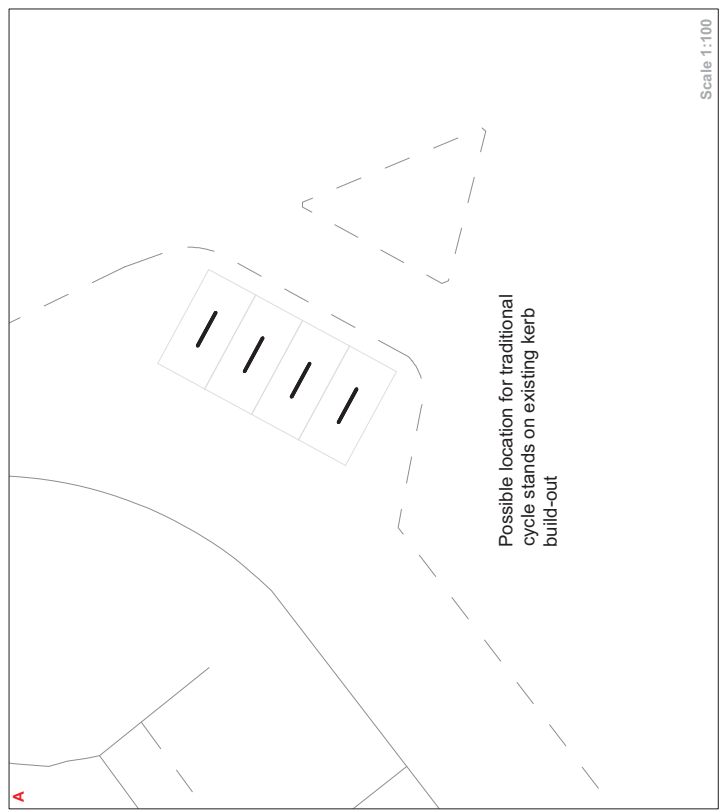 A
Possible location for traditional
cycle stands on existing kerb
build-out
Scale 1:100